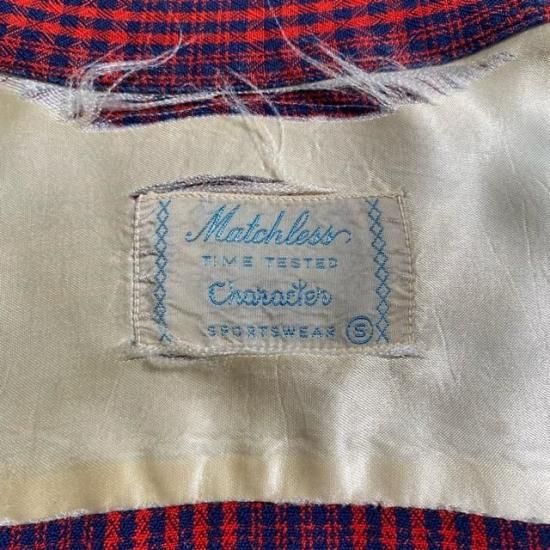 Matchless
TIME TESTED
Character
SPORTSWEAR S